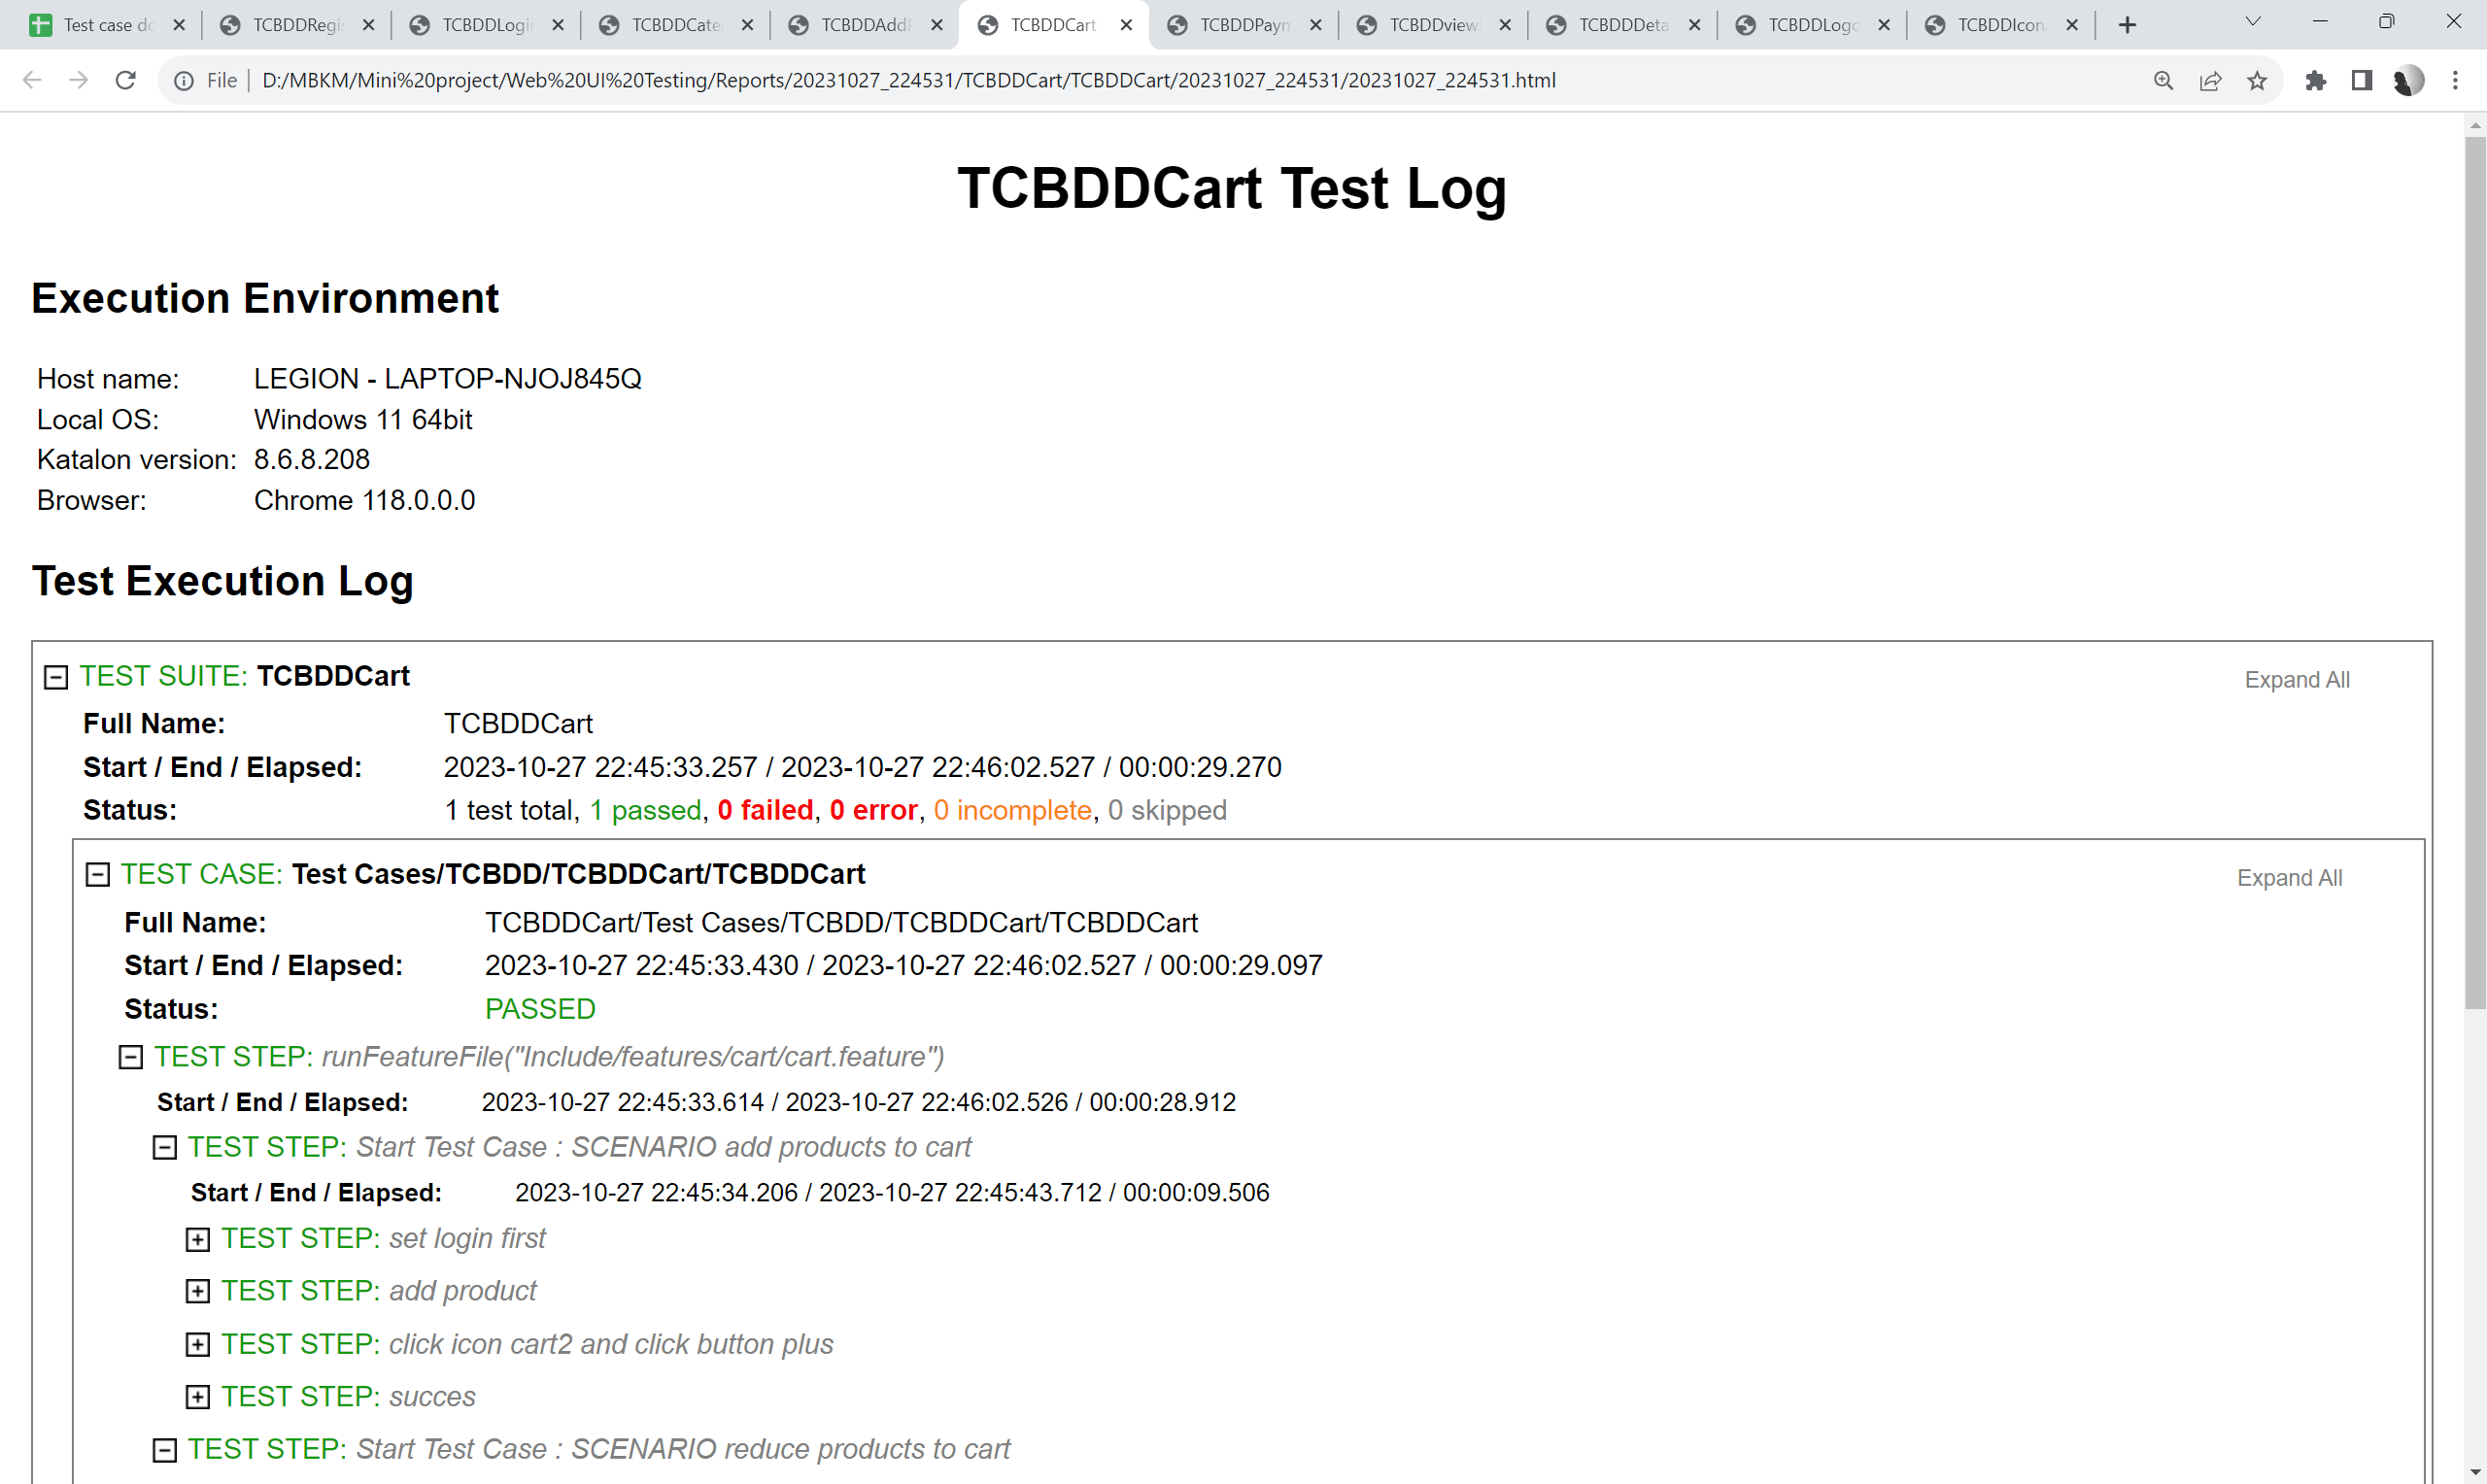 Test case do
TCBDDRegis
TCBDDLogin
TCBDDCate
TCBDDAddP
TCBDDCart
TCBDDPaym
TCBDDview
TCBDDDeta
TCBDDLogo
TCBDDIcon
File
D:/MBKM/Mini%20project/Web%20UI%20Testing/Reports/20231027_224531/TCBDDCart/TCBDDCart/20231027_224531/20231027_224531.html
TCBDDCart Test Log
Execution Environment
Host name: LEGION - LAPTOP-NJOJ845Q
Local OS: Windows 11 64bit
Katalon version: 8.6.8.208
Browser: Chrome 118.0.0.0
Test Execution Log
TEST SUITE: TCBDDCart Expand All
Full Name: TCBDDCart
Start / End / Elapsed: 2023-10-27 22:45:33.257 / 2023-10-27 22:46:02.527 / 00:00:29.270
Status: 1 test total, 1 passed, 0 failed, 0 error, 0 incomplete, 0 skipped
TEST CASE: Test Cases/TCBDD/TCBDDCart/TCBDDCart Expand All
Full Name: TCBDDCart/Test Cases/TCBDD/TCBDDCart/TCBDDCart
Start / End / Elapsed: 2023-10-27 22:45:33.430 / 2023-10-27 22:46:02.527 / 00:00:29.097
Status: PASSED
TEST STEP: runFeatureFile("Include/features/cart/cart.feature")
Start / End / Elapsed: 2023-10-27 22:45:33.614 / 2023-10-27 22:46:02.526 / 00:00:28.912
TEST STEP: Start Test Case : SCENARIO add products to cart
Start / End / Elapsed: 2023-10-27 22:45:34.206 / 2023-10-27 22:45:43.712 / 00:00:09.506
TEST STEP: set login first
TEST STEP: add product
TEST STEP: click icon cart2 and click button plus
TEST STEP: succes
TEST STEP: Start Test Case : SCENARIO reduce products to cart